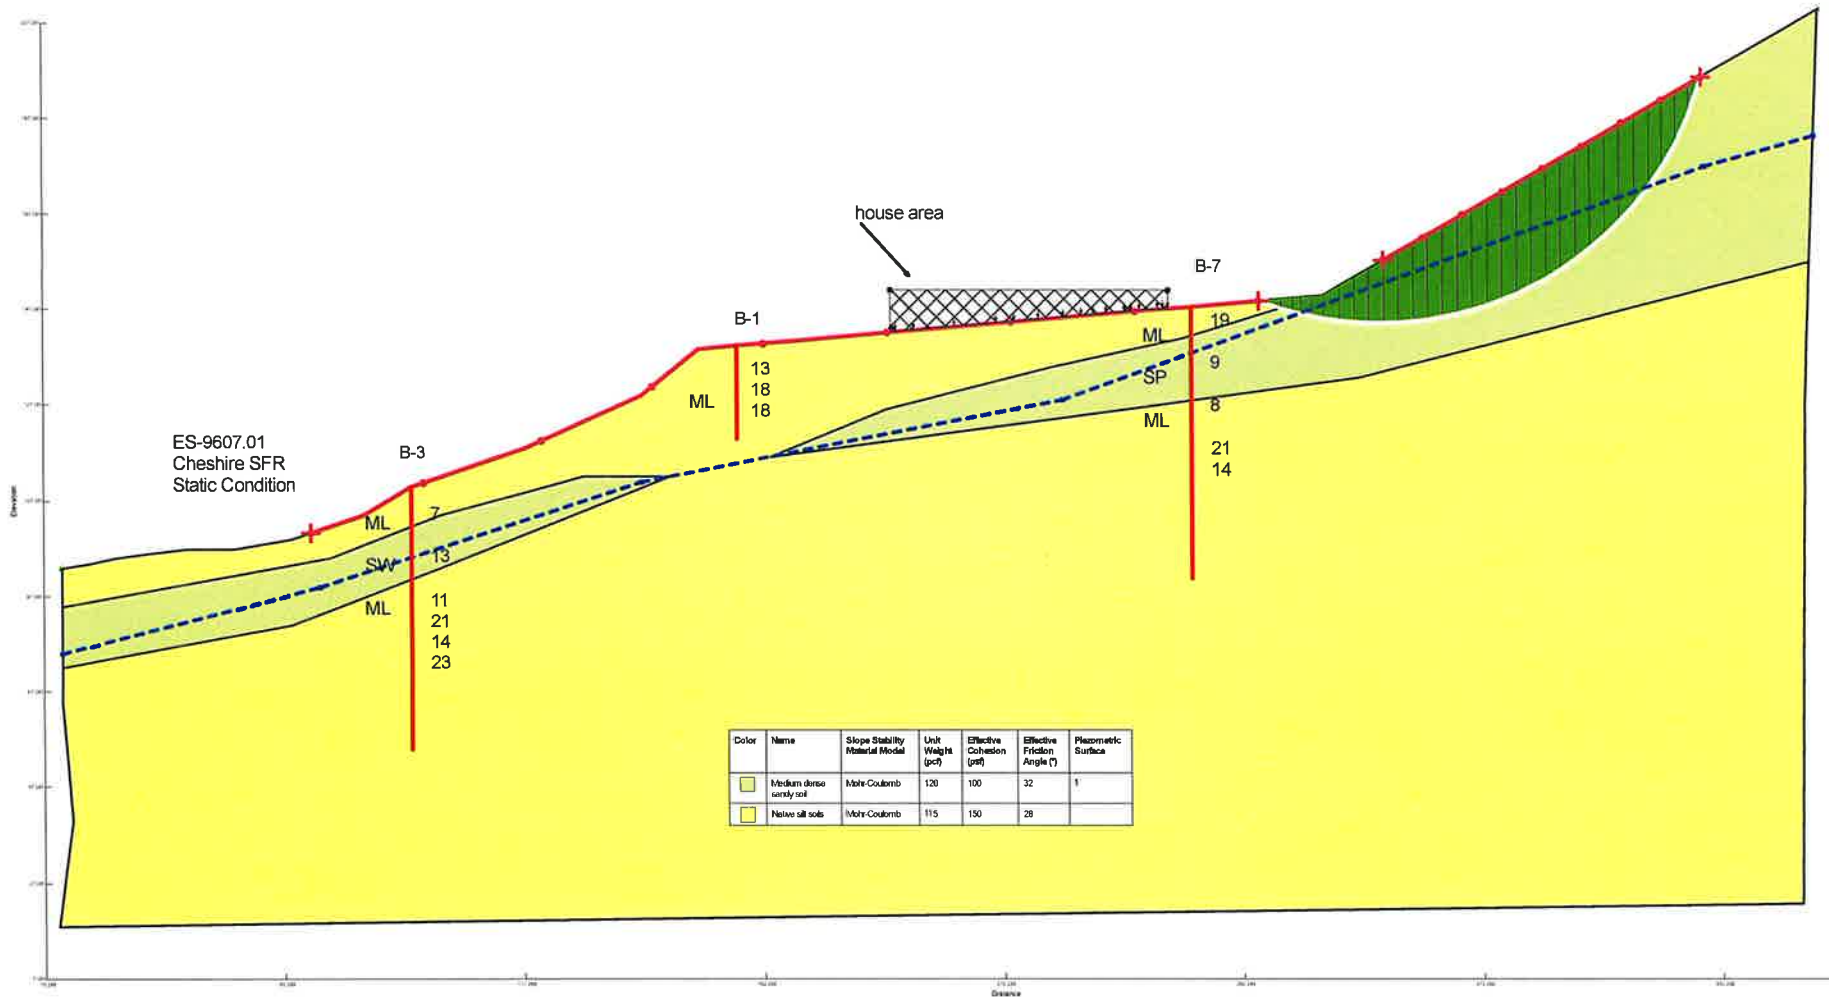 house area
B-7
B-1
19
ML
13
9
18
SP
ML
18
8
ML
ES-9607.01
Cheshire SFR
Static Condition
B-3
21
14
7
ML
13
SW
11
ML
21
14
23
Elevation
Color Name Slope Stability Material Model Unit Weight (pcf) Effective Cohesion (psf) Effective Friction Angle (°) Piezometric Surface
Medium dense sandy soil Mohr-Coulomb 120 100 32 1
Native silt soils Mohr-Coulomb 115 150 28
Distance